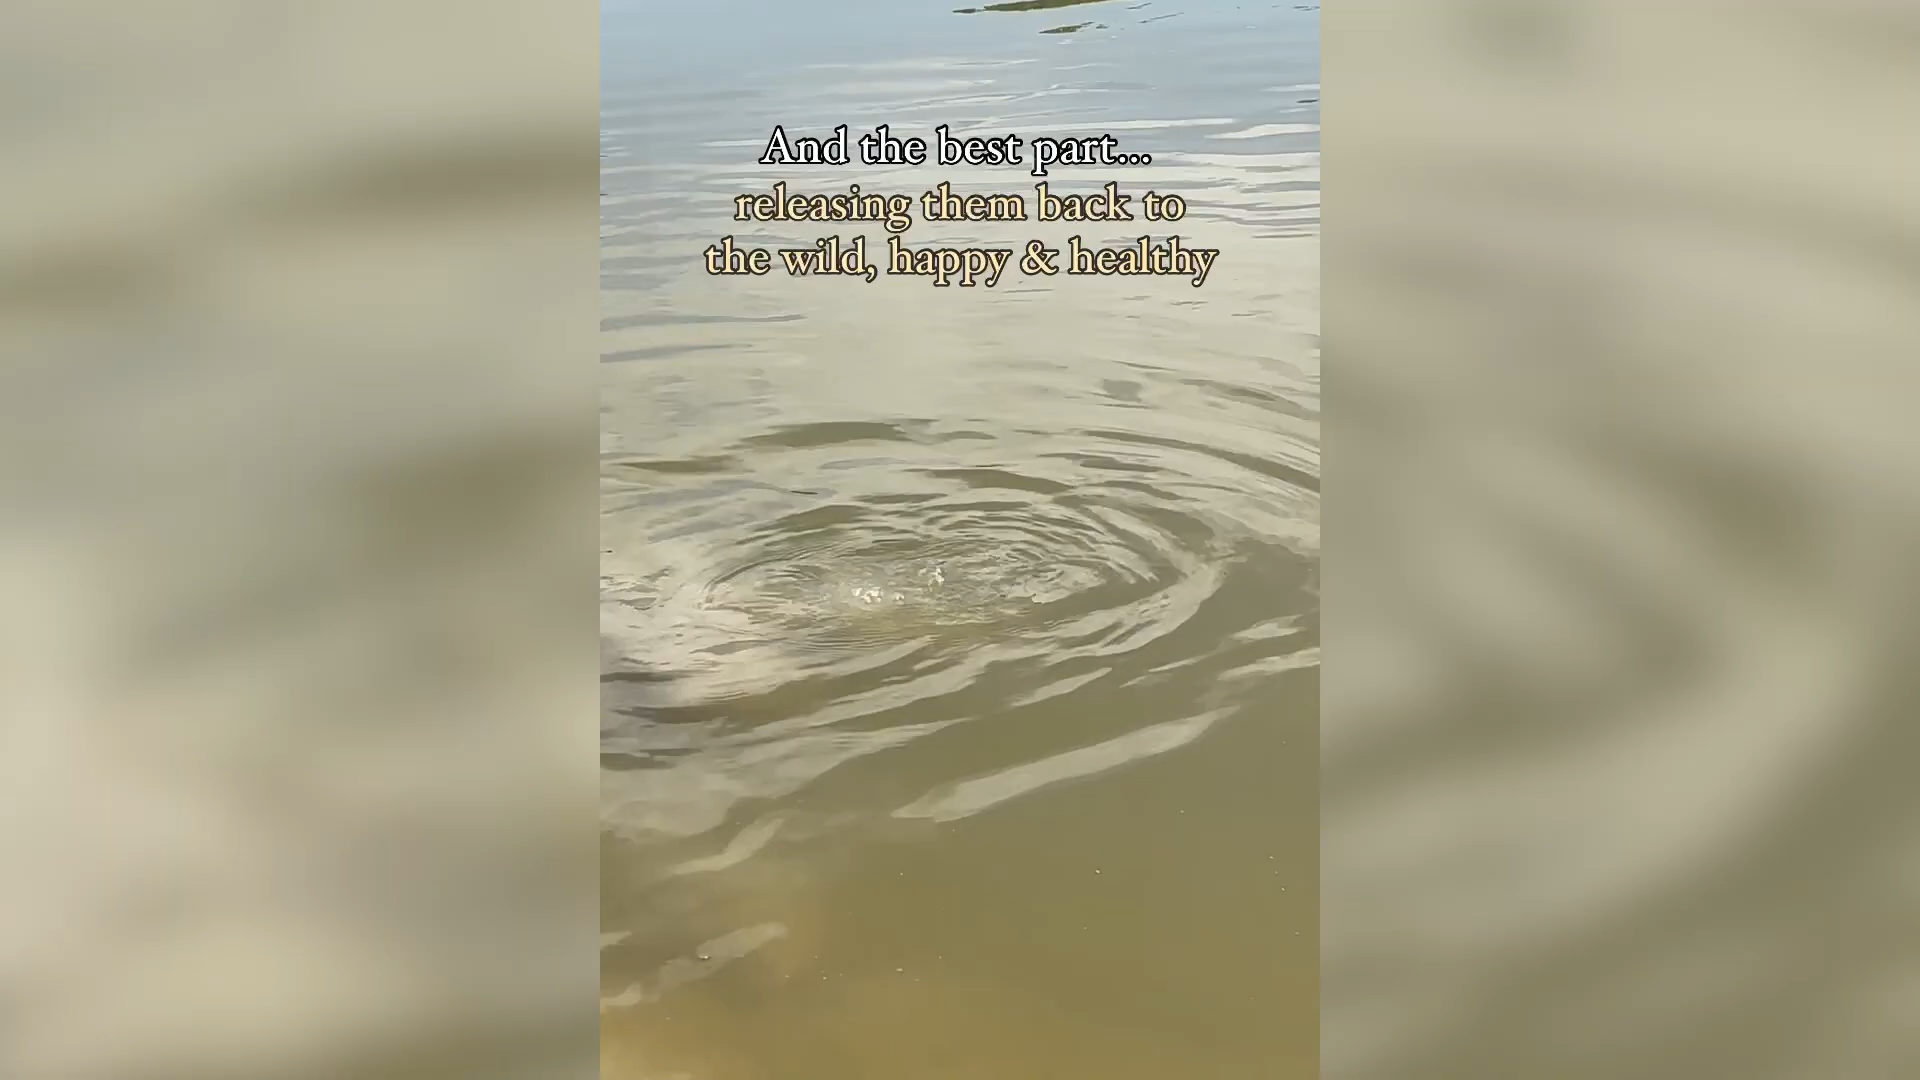 And the best part...
releasing them back to
the wild, happy & healthy